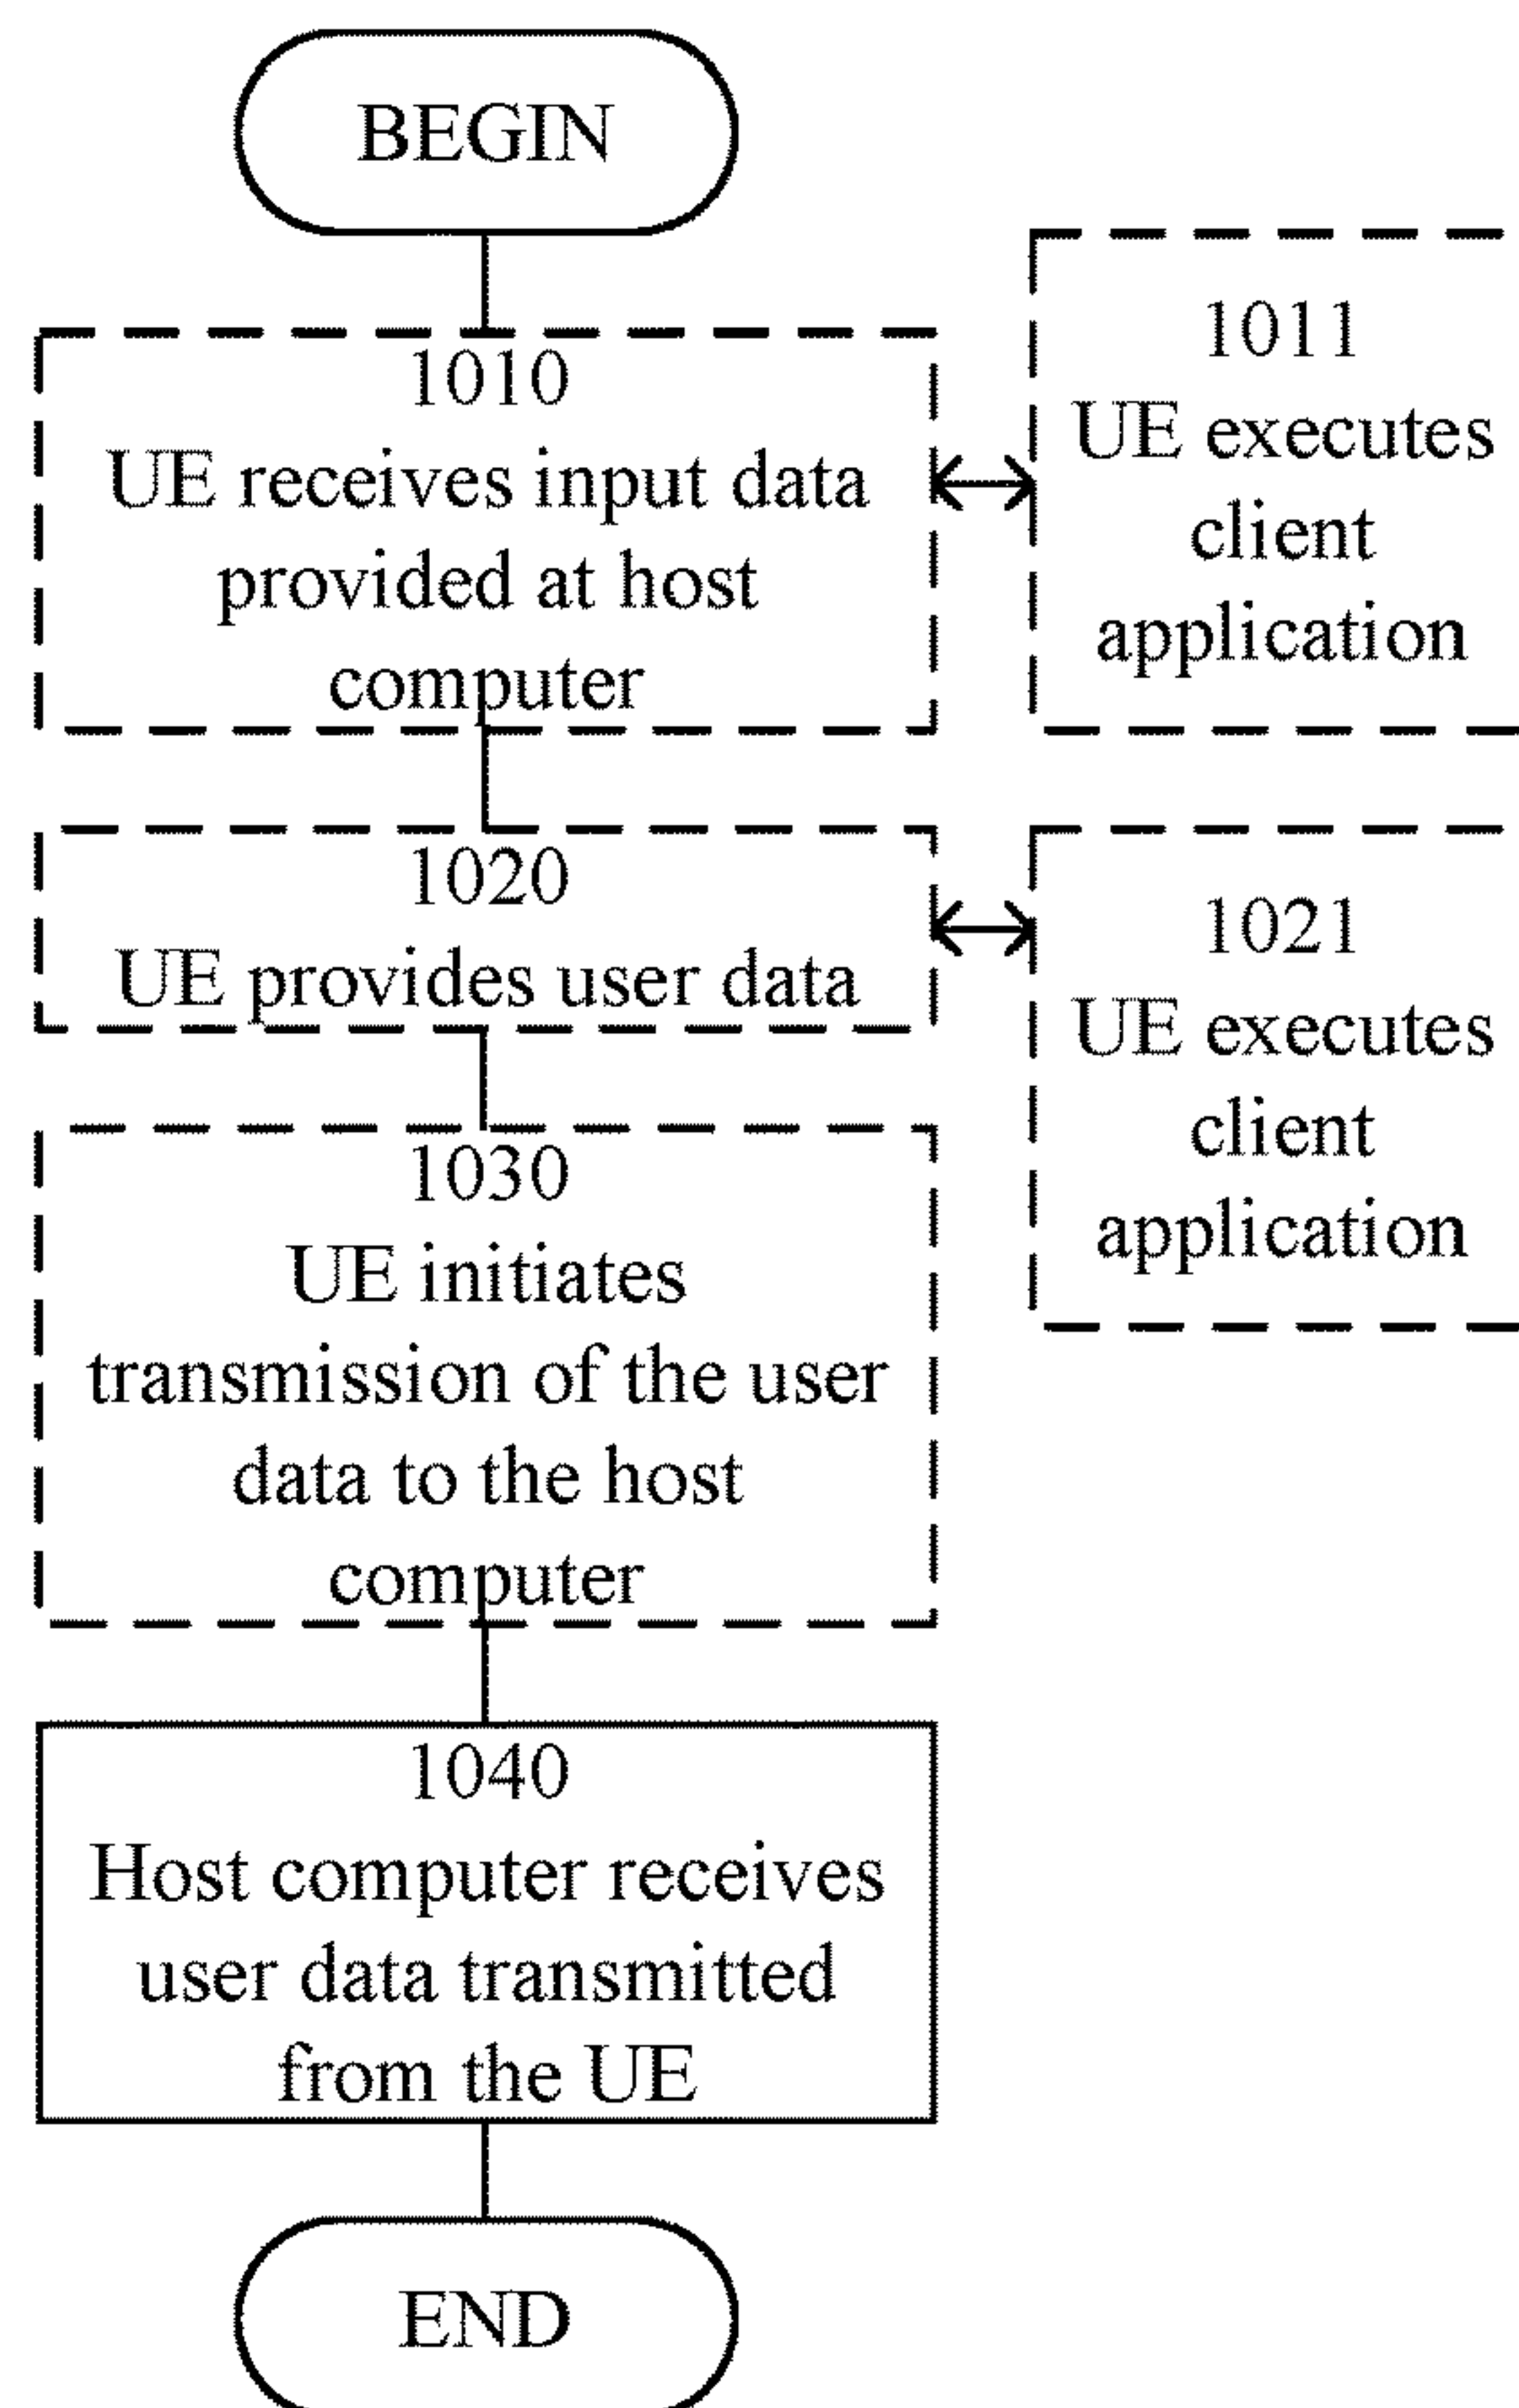 BEGIN
1010
UE receives input data
provided at host
computer
1011
UE executes
client
application
1020
UE provides user data
1021
UE executes
client
application
1030
UE initiates
transmission of the user
data to the host
computer
1040
Host computer receives
user data transmitted
from the UE
END